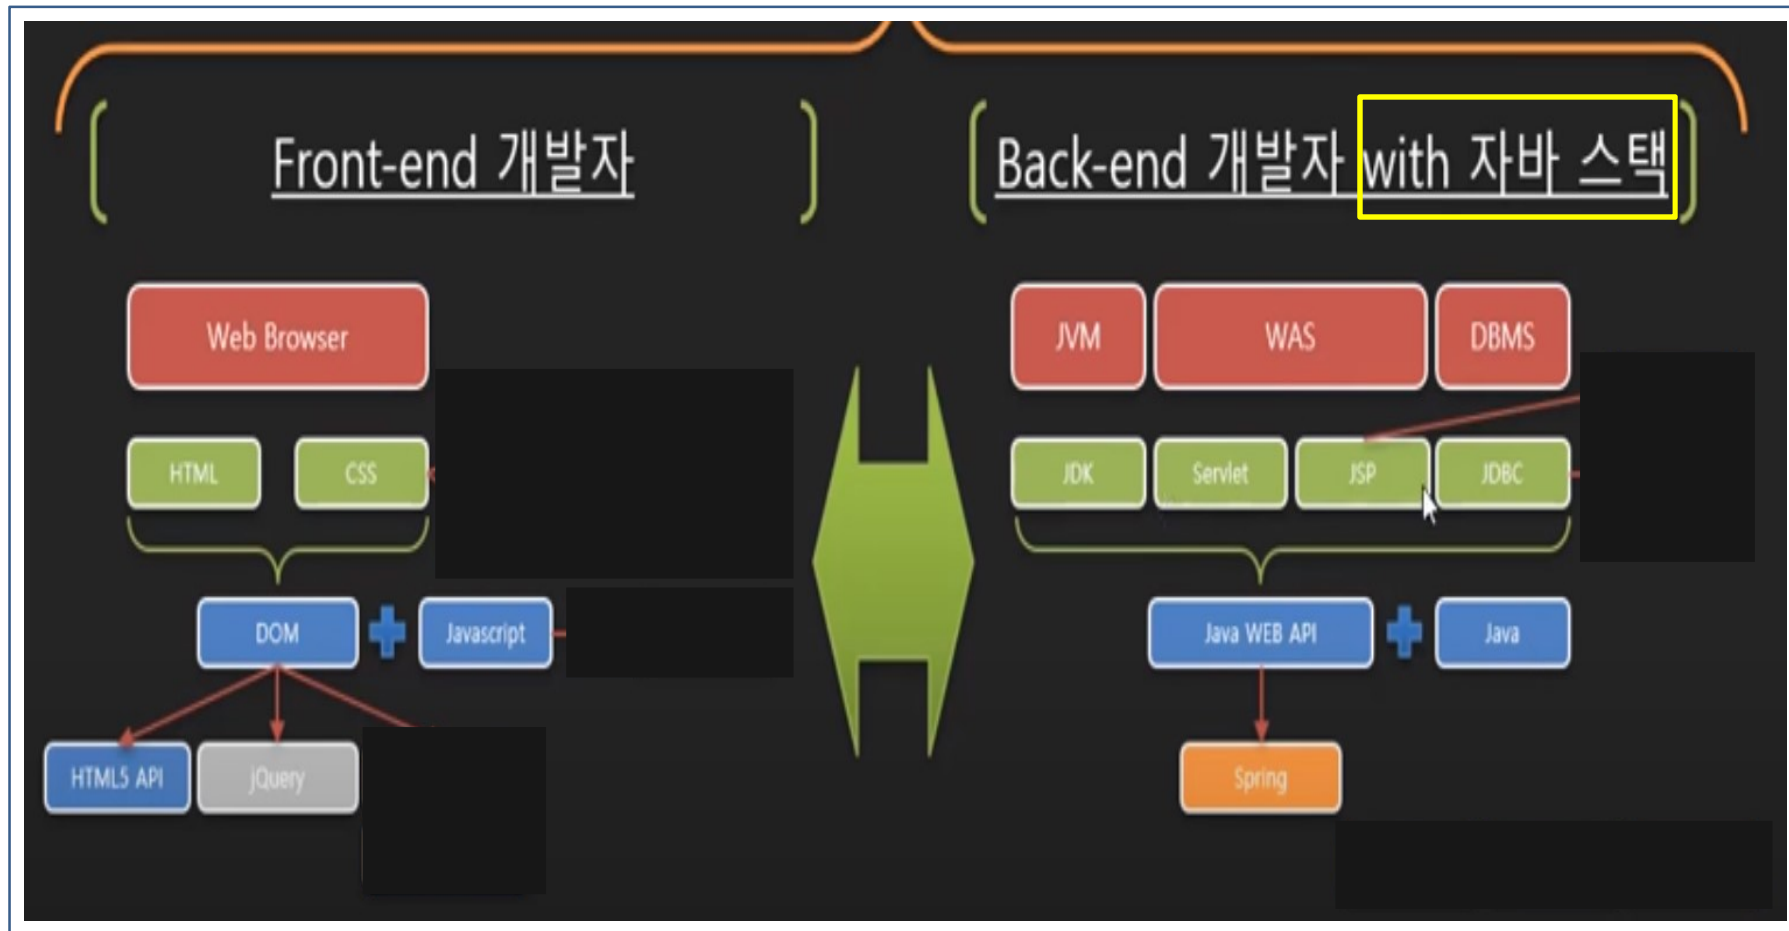 Front-end 개발자
Back-end 개발자 with 자바 스택
Web Browser
JVM
WAS
DBMS
HTML
CSS
JDK
Servlet
JSP
JDBC
DOM
Javascript
Java WEB API
Java
HTML5 API
jQuery
Spring